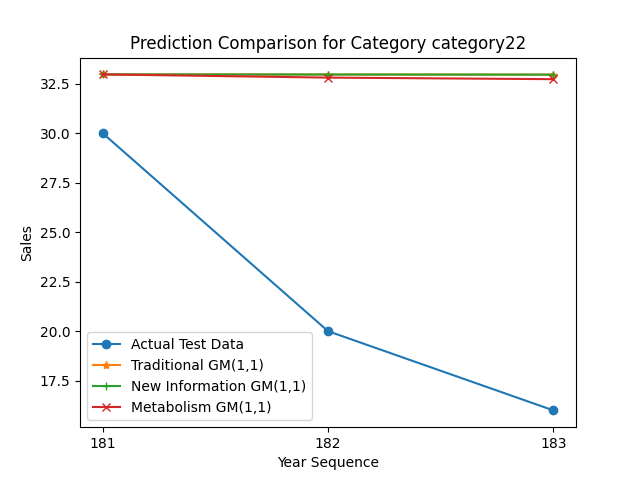 Prediction Comparison for Category category22
Sales
32.5
30.0
27.5
25.0
22.5
20.0
17.5
Actual Test Data
Traditional GM(1,1)
New Information GM(1,1)
Metabolism GM(1,1)
181
182
183
Year Sequence